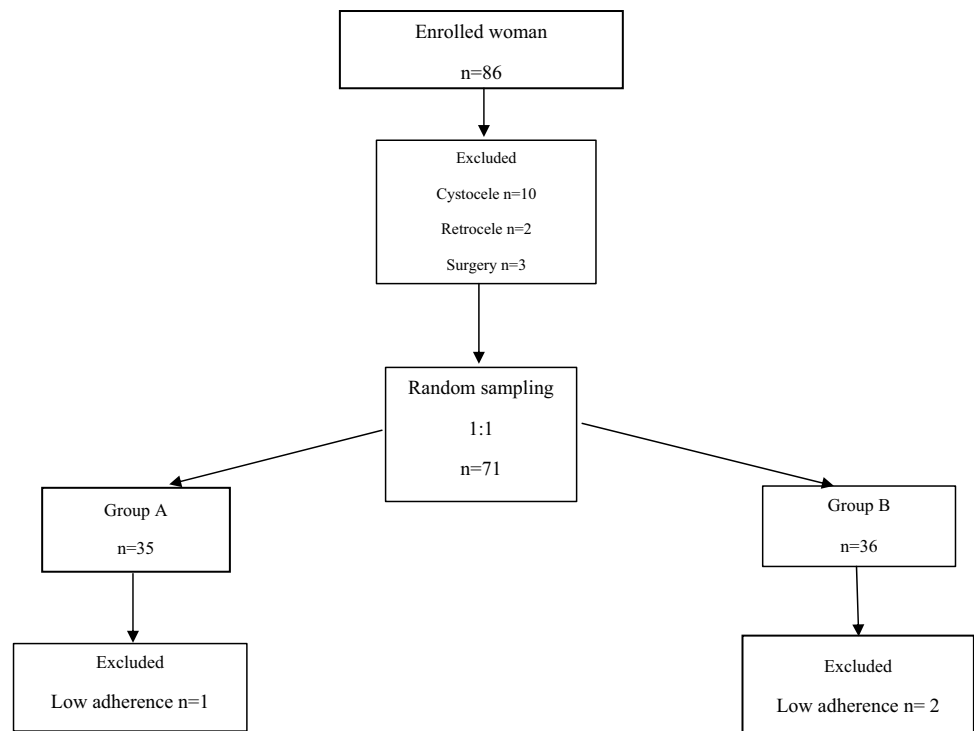 Enrolled woman
n=86
Excluded
Cystocele n=10
Retrocele n=2
Surgery n=3
Random sampling
1:1
n=71
Group A
n=35
Group B
n=36
Excluded
Low adherence n=1
Excluded
Low adherence n= 2